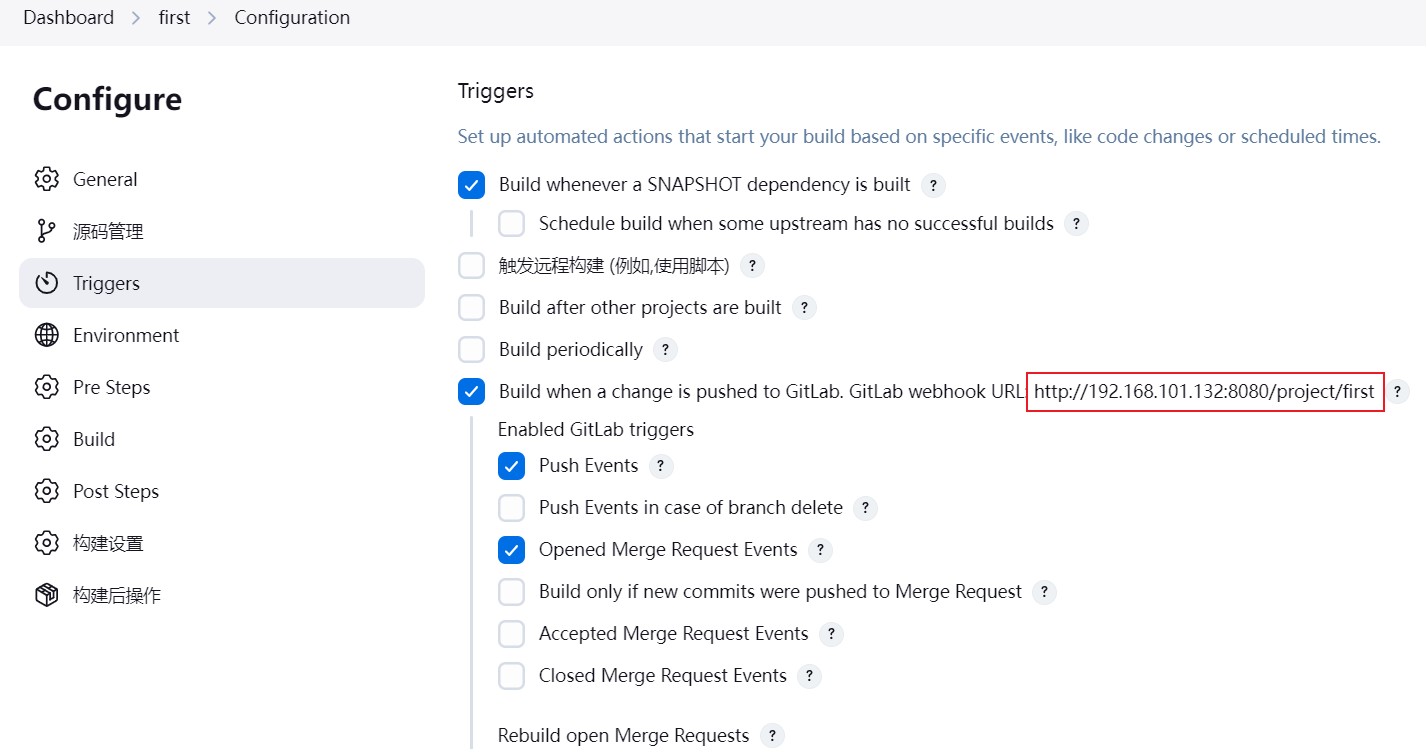 Dashboard > first > Configuration
Configure
General
源码管理
Triggers
Environment
Pre Steps
Build
Post Steps
构建设置
构建后操作
Triggers
Set up automated actions that start your build based on specific events, like code changes or scheduled times.
Build whenever a SNAPSHOT dependency is built ?
Schedule build when some upstream has no successful builds ?
触发远程构建 (例如,使用脚本) ?
Build after other projects are built ?
Build periodically ?
Build when a change is pushed to GitLab. GitLab webhook URL: http://192.168.101.132:8080/project/first ?
Enabled GitLab triggers
Push Events ?
Push Events in case of branch delete ?
Opened Merge Request Events ?
Build only if new commits were pushed to Merge Request ?
Accepted Merge Request Events ?
Closed Merge Request Events ?
Rebuild open Merge Requests ?